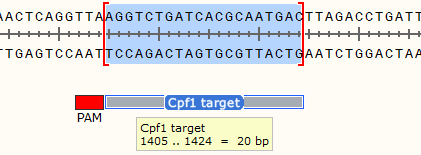 AACTCAGGTTAAGGTCTGATCACGCAATGACTTAGACCTGATT
TTGAGTCCAATTCCAGACTAGTGCGTTACTGAATCTGGACTAA
Cpf1 target
PAM
Cpf1 target
1405 .. 1424 = 20 bp